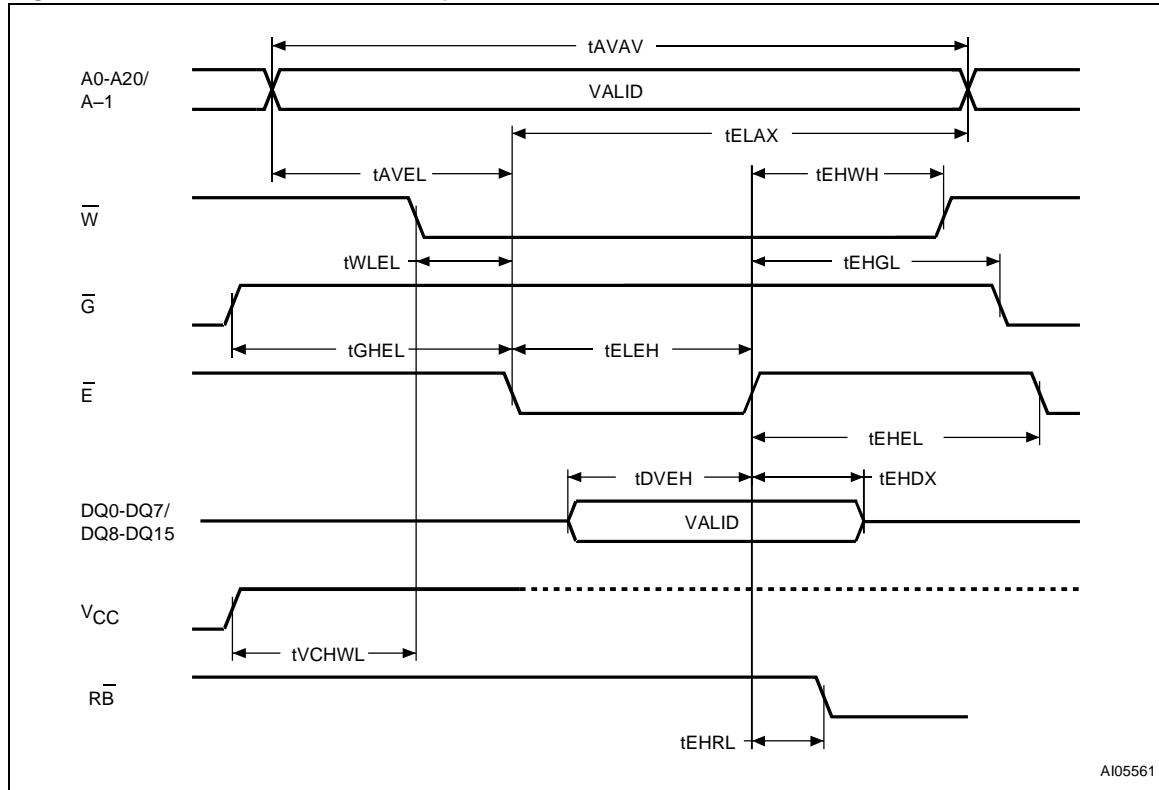 tAVAV
A0-A20/
A–1
VALID
tELAX
tAVEL
tEHWH
W̅
tWLEL
tEHGL
G̅
tGHEL
tELEH
E̅
tEHEL
tDVEH
tEHDX
DQ0-DQ7/
DQ8-DQ15
VALID
VCC
tVCHWL
RB̅
tEHRL
AI05561